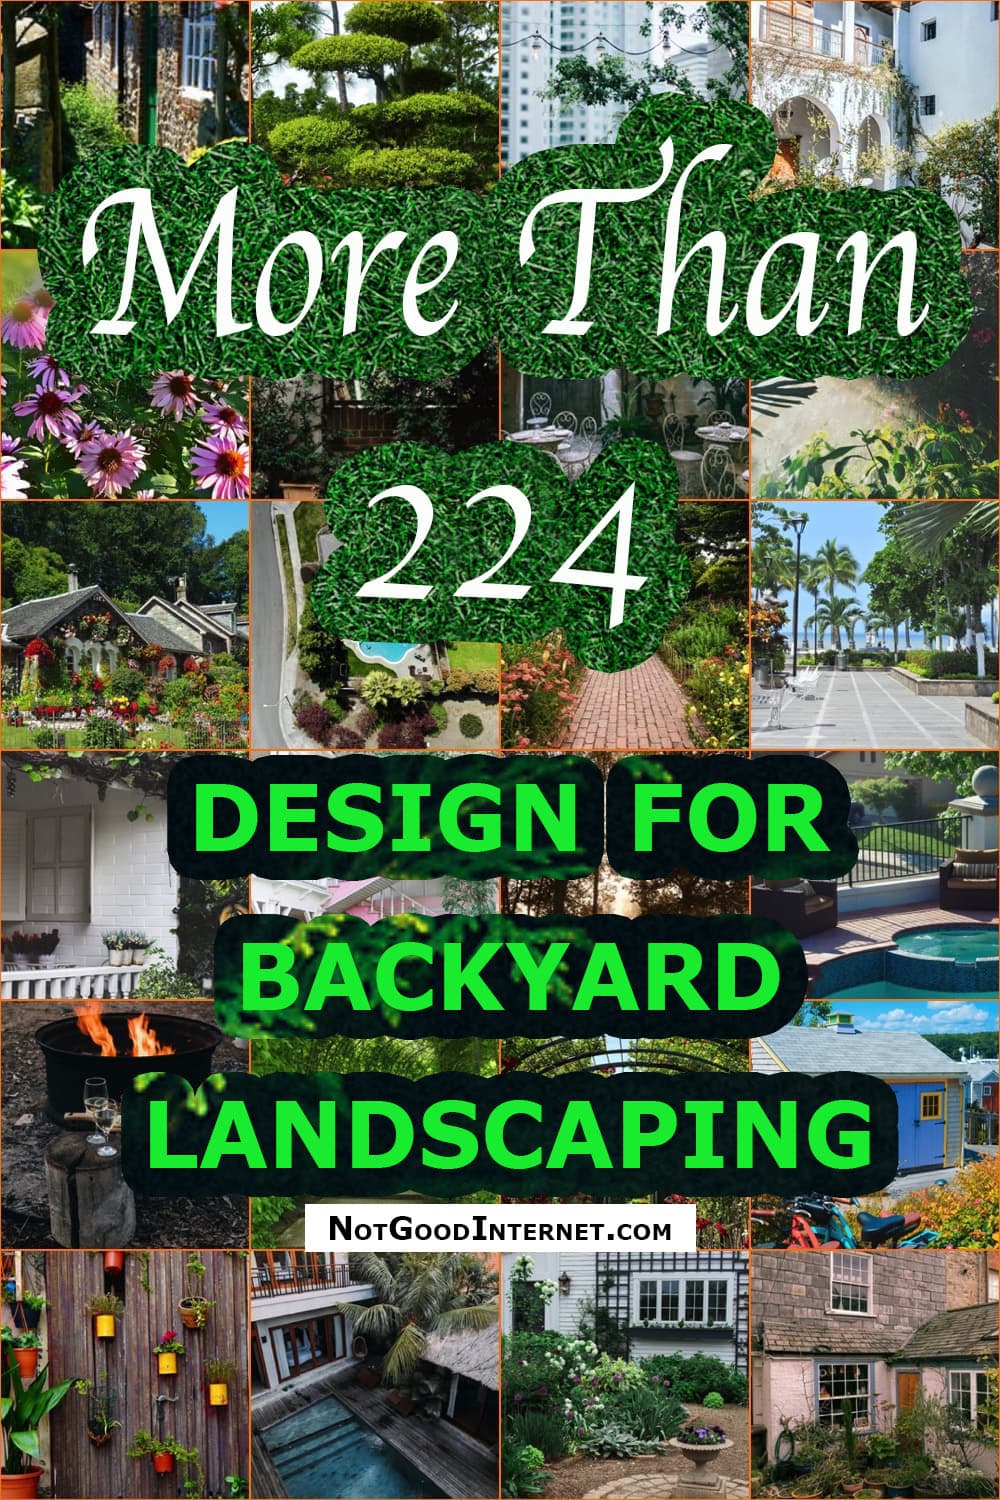 More Than
224
DESIGN FOR
BACKYARD
LANDSCAPING
NotGoodInternet.com